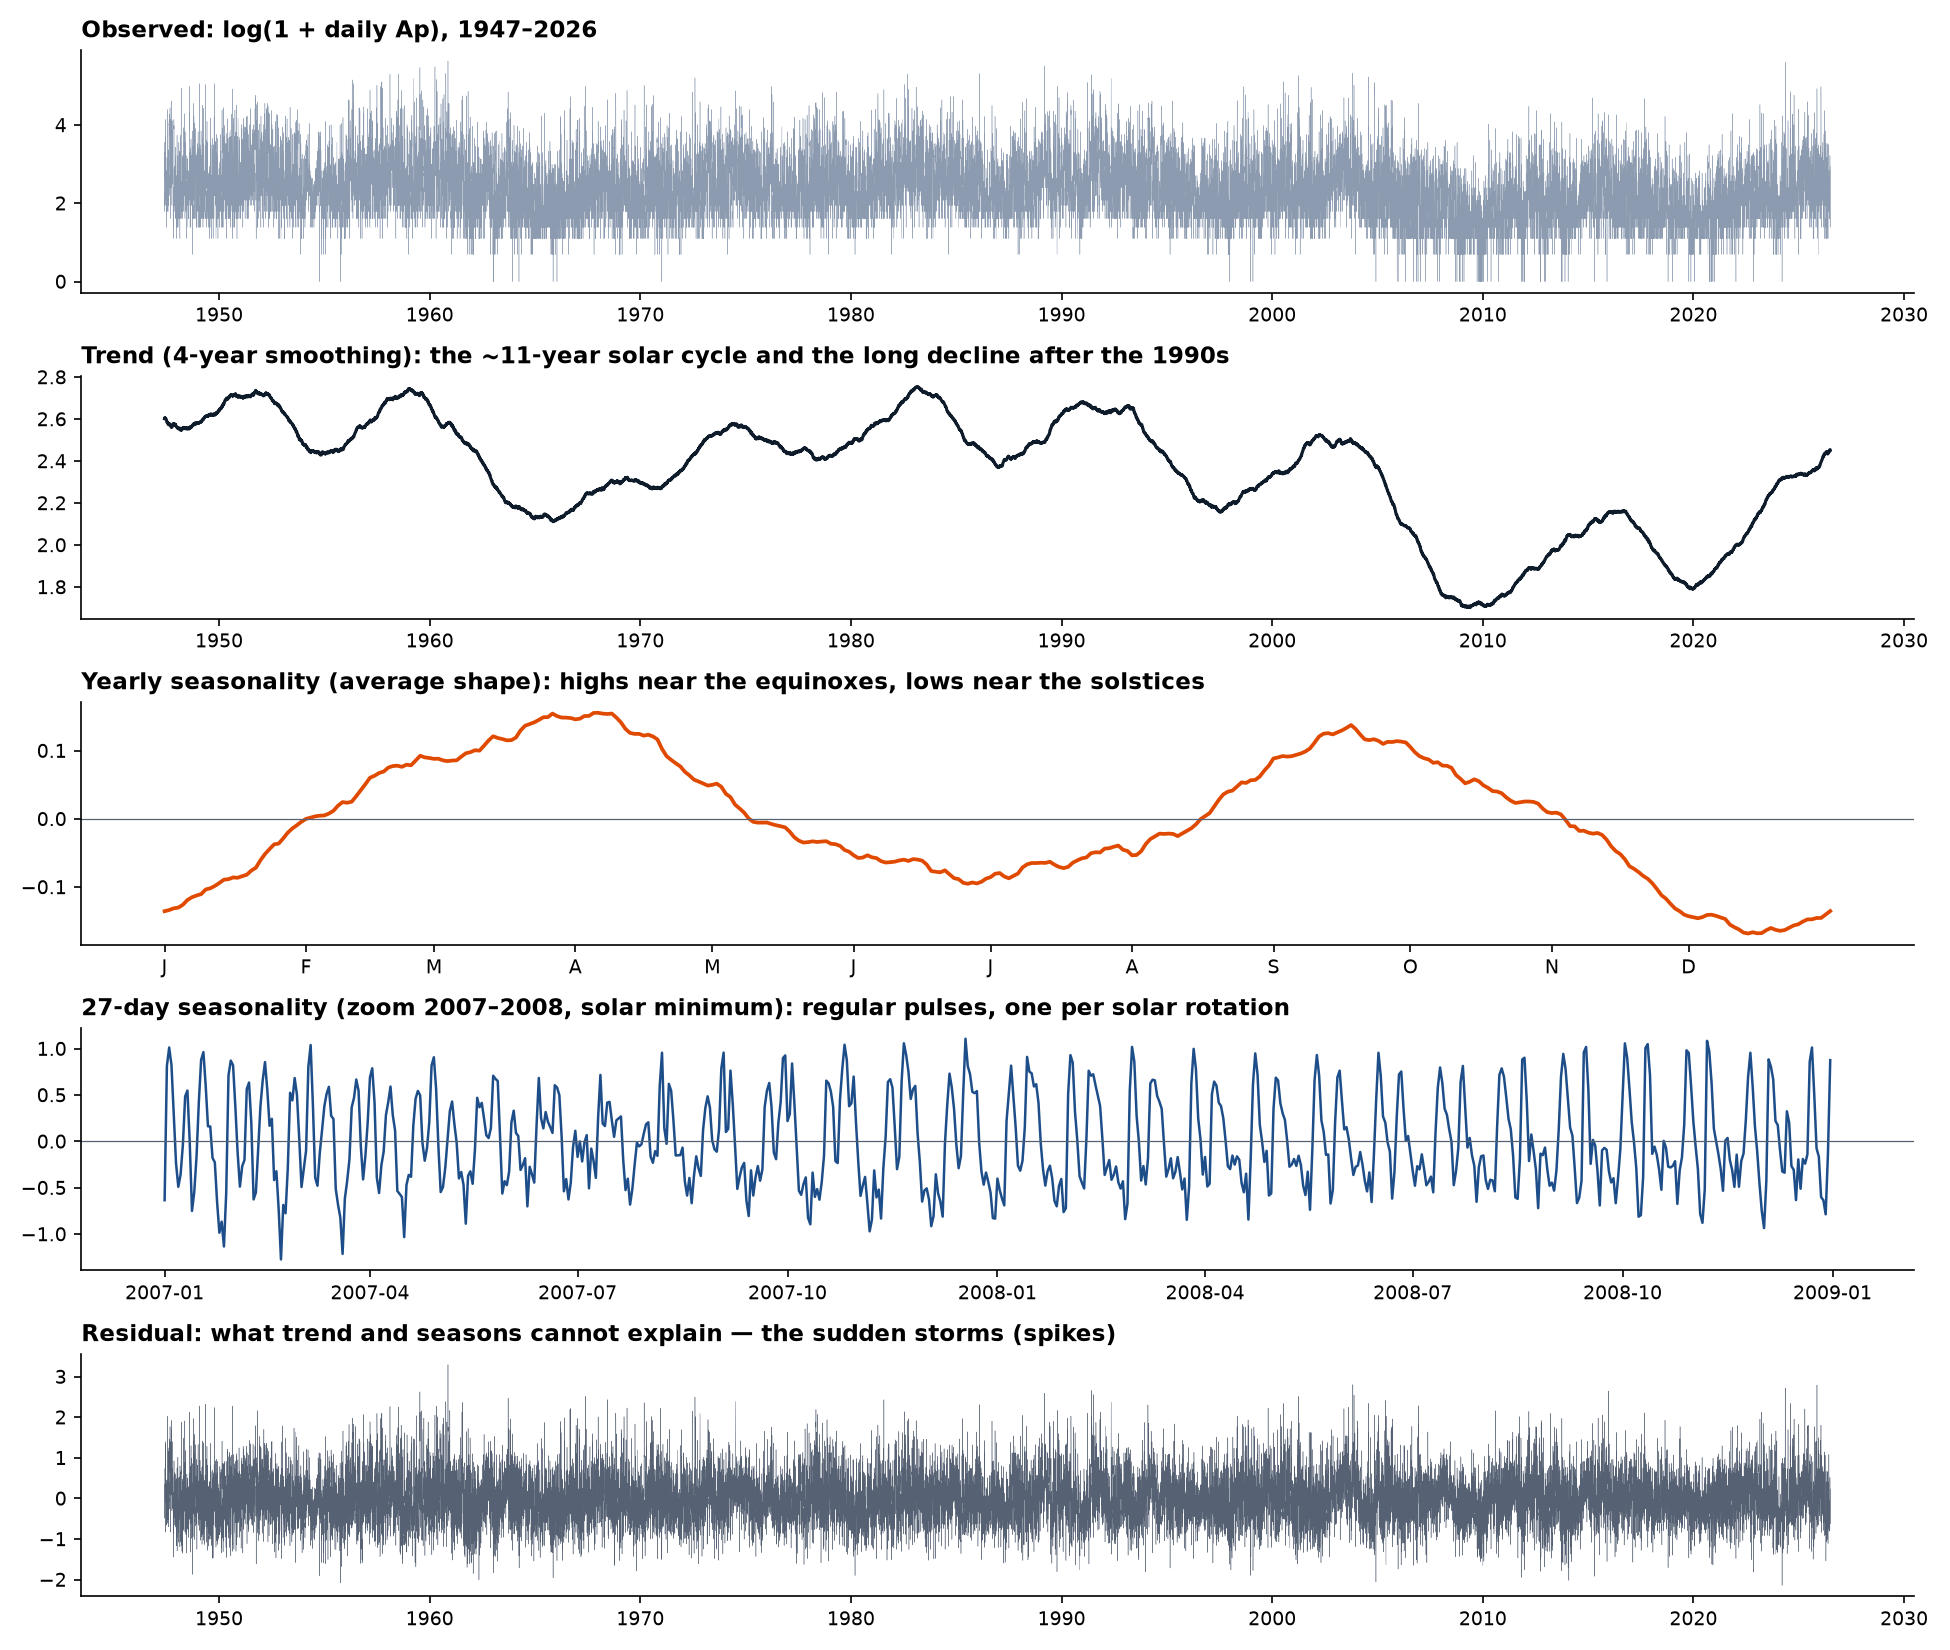 Observed: log(1 + daily Ap), 1947–2026
4
2
0
1950 1960 1970 1980 1990 2000 2010 2020 2030
Trend (4-year smoothing): the ~11-year solar cycle and the long decline after the 1990s
2.8
2.6
2.4
2.2
2.0
1.8
1950 1960 1970 1980 1990 2000 2010 2020 2030
Yearly seasonality (average shape): highs near the equinoxes, lows near the solstices
0.1
0.0
−0.1
J F M A M J J A S O N D
27-day seasonality (zoom 2007–2008, solar minimum): regular pulses, one per solar rotation
1.0
0.5
0.0
−0.5
−1.0
2007-01 2007-04 2007-07 2007-10 2008-01 2008-04 2008-07 2008-10 2009-01
Residual: what trend and seasons cannot explain — the sudden storms (spikes)
3
2
1
0
−1
−2
1950 1960 1970 1980 1990 2000 2010 2020 2030